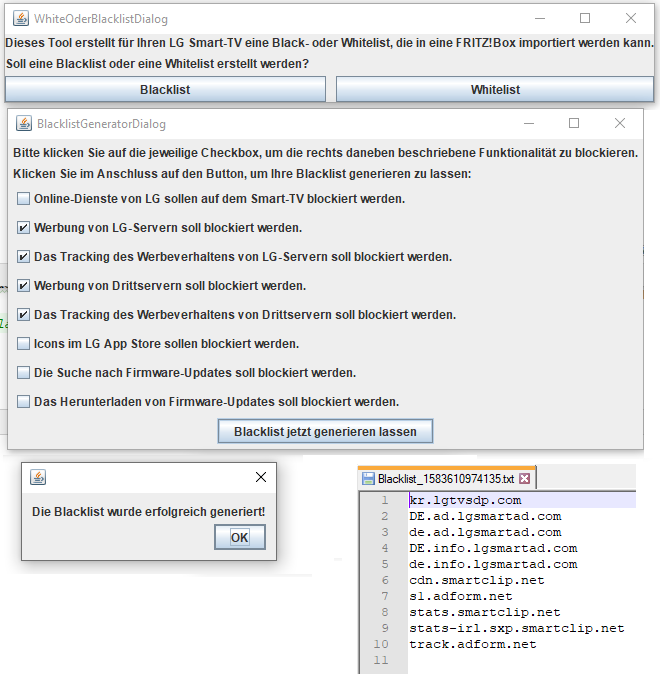 WhiteOderBlacklistDialog
Dieses Tool erstellt für Ihren LG Smart-TV eine Black- oder Whitelist, die in eine FRITZ!Box importiert werden kann.
Soll eine Blacklist oder eine Whitelist erstellt werden?
Blacklist
Whitelist
BlacklistGeneratorDialog
Bitte klicken Sie auf die jeweilige Checkbox, um die rechts daneben beschriebene Funktionalität zu blockieren.
Klicken Sie im Anschluss auf den Button, um Ihre Blacklist generieren zu lassen:
Online-Dienste von LG sollen auf dem Smart-TV blockiert werden.
Werbung von LG-Servern soll blockiert werden.
Das Tracking des Werbeverhaltens von LG-Servern soll blockiert werden.
Werbung von Drittservern soll blockiert werden.
Das Tracking des Werbeverhaltens von Drittservern soll blockiert werden.
Icons im LG App Store sollen blockiert werden.
Die Suche nach Firmware-Updates soll blockiert werden.
Das Herunterladen von Firmware-Updates soll blockiert werden.
Blacklist jetzt generieren lassen
Die Blacklist wurde erfolgreich generiert!
OK
Blacklist_1583610974135.txt
1 kr.lgtvsdp.com
2 DE.ad.lgsmartad.com
3 de.ad.lgsmartad.com
4 DE.info.lgsmartad.com
5 de.info.lgsmartad.com
6 cdn.smartclip.net
7 s1.adform.net
8 stats.smartclip.net
9 stats-irl.sxp.smartclip.net
10 track.adform.net
11